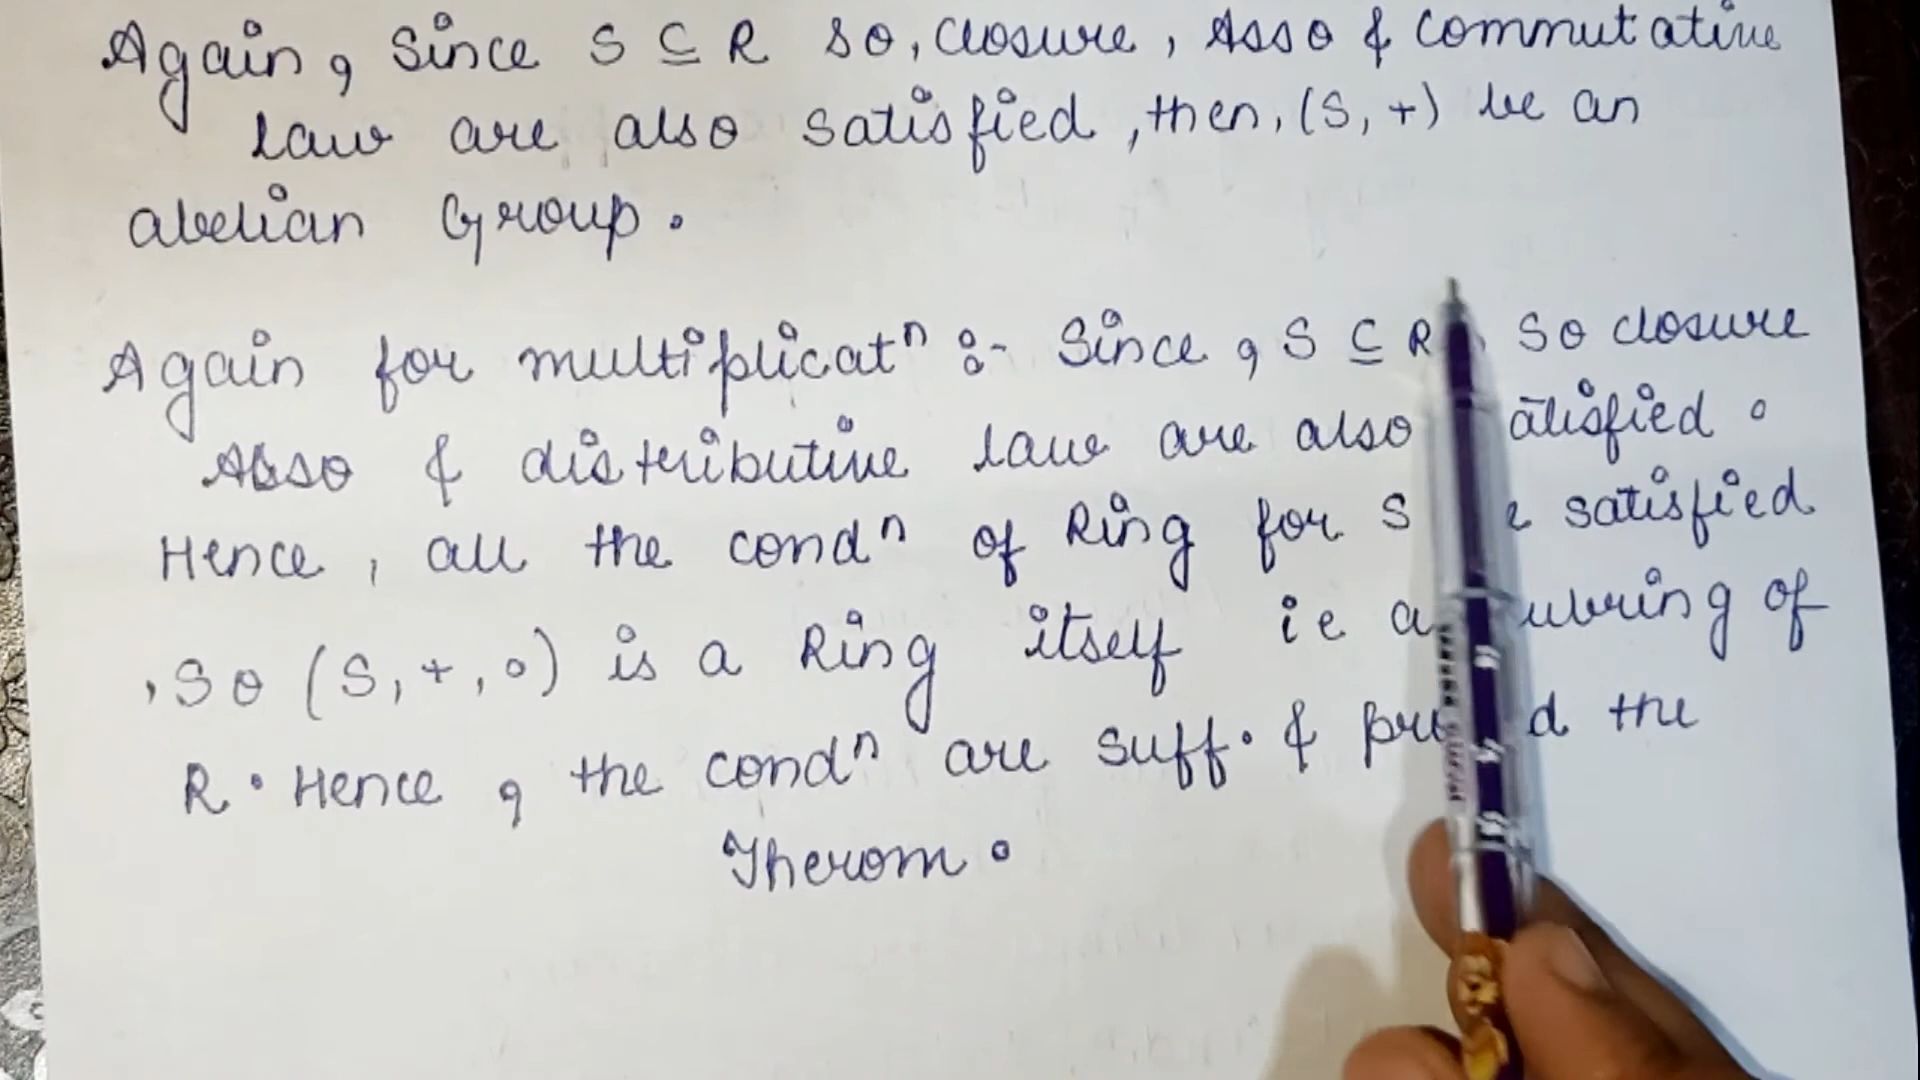 Again, Since S ⊆ R so, closure, Asso & commutative
law are also satisfied, then, (S, +) be an
abelian Group.
Again for multiplicatⁿ :- Since, S ⊆ R, So closure
Asso & distributive law are also
Hence, all the condⁿ of Ring for S satisfied
, So (S, +, ∘) is a Ring itself ie a of
R. Hence, the condⁿ are suff. & the
Therom.